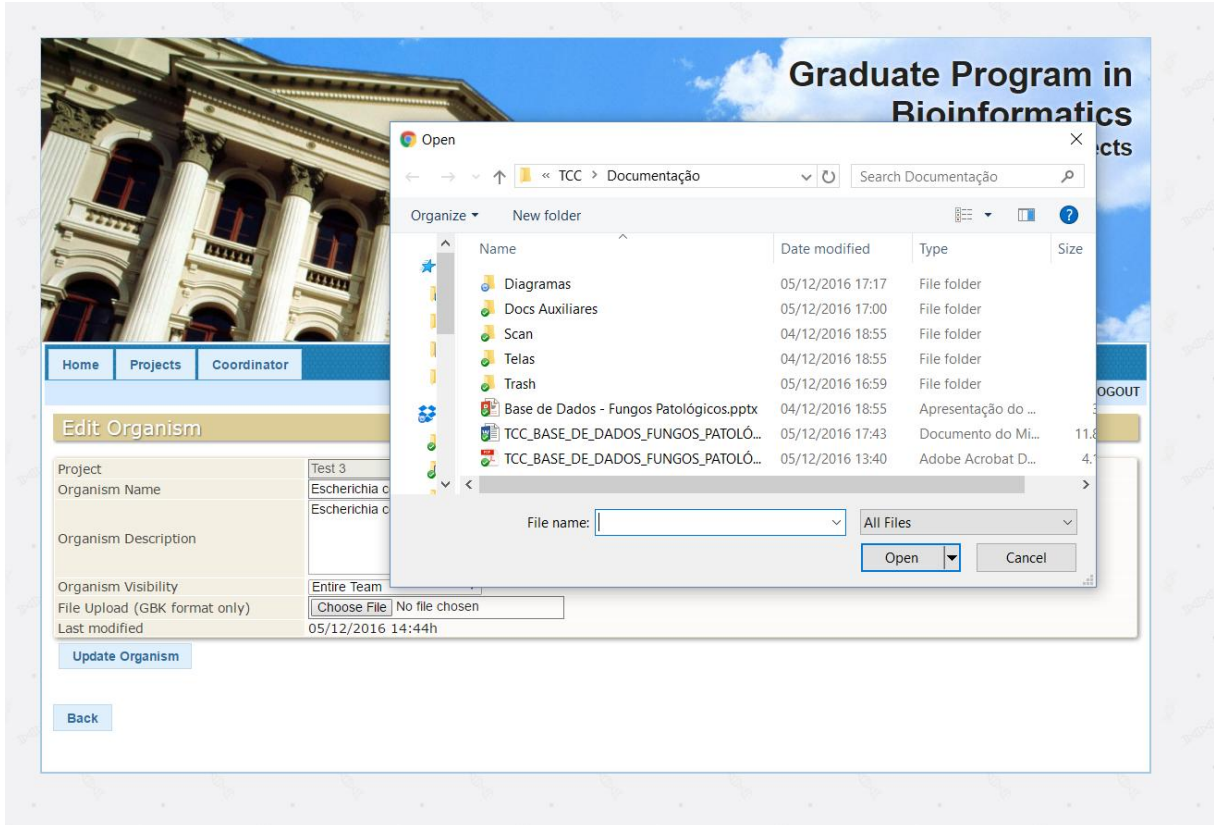 Graduate Program in
Bioinformatics
Open
TCC > Documentação
Search Documentação
Organize
New folder
Name
Date modified
Type
Size
Diagramas 05/12/2016 17:17 File folder
Docs Auxiliares 05/12/2016 17:00 File folder
Scan 04/12/2016 18:55 File folder
Telas 04/12/2016 18:55 File folder
Trash 05/12/2016 16:59 File folder
Base de Dados - Fungos Patológicos.pptx 04/12/2016 18:55 Apresentação do ...
TCC_BASE_DE_DADOS_FUNGOS_PATOLÓ... 05/12/2016 17:43 Documento do Mi... 11.8
TCC_BASE_DE_DADOS_FUNGOS_PATOLÓ... 05/12/2016 13:40 Adobe Acrobat D... 4.
File name:
All Files
Open
Cancel
Home
Projects
Coordinator
OGOUT
Edit Organism
Project Test 3
Organism Name Escherichia c
Organism Description Escherichia c
Organism Visibility Entire Team
File Upload (GBK format only) Choose File No file chosen
Last modified 05/12/2016 14:44h
Update Organism
Back